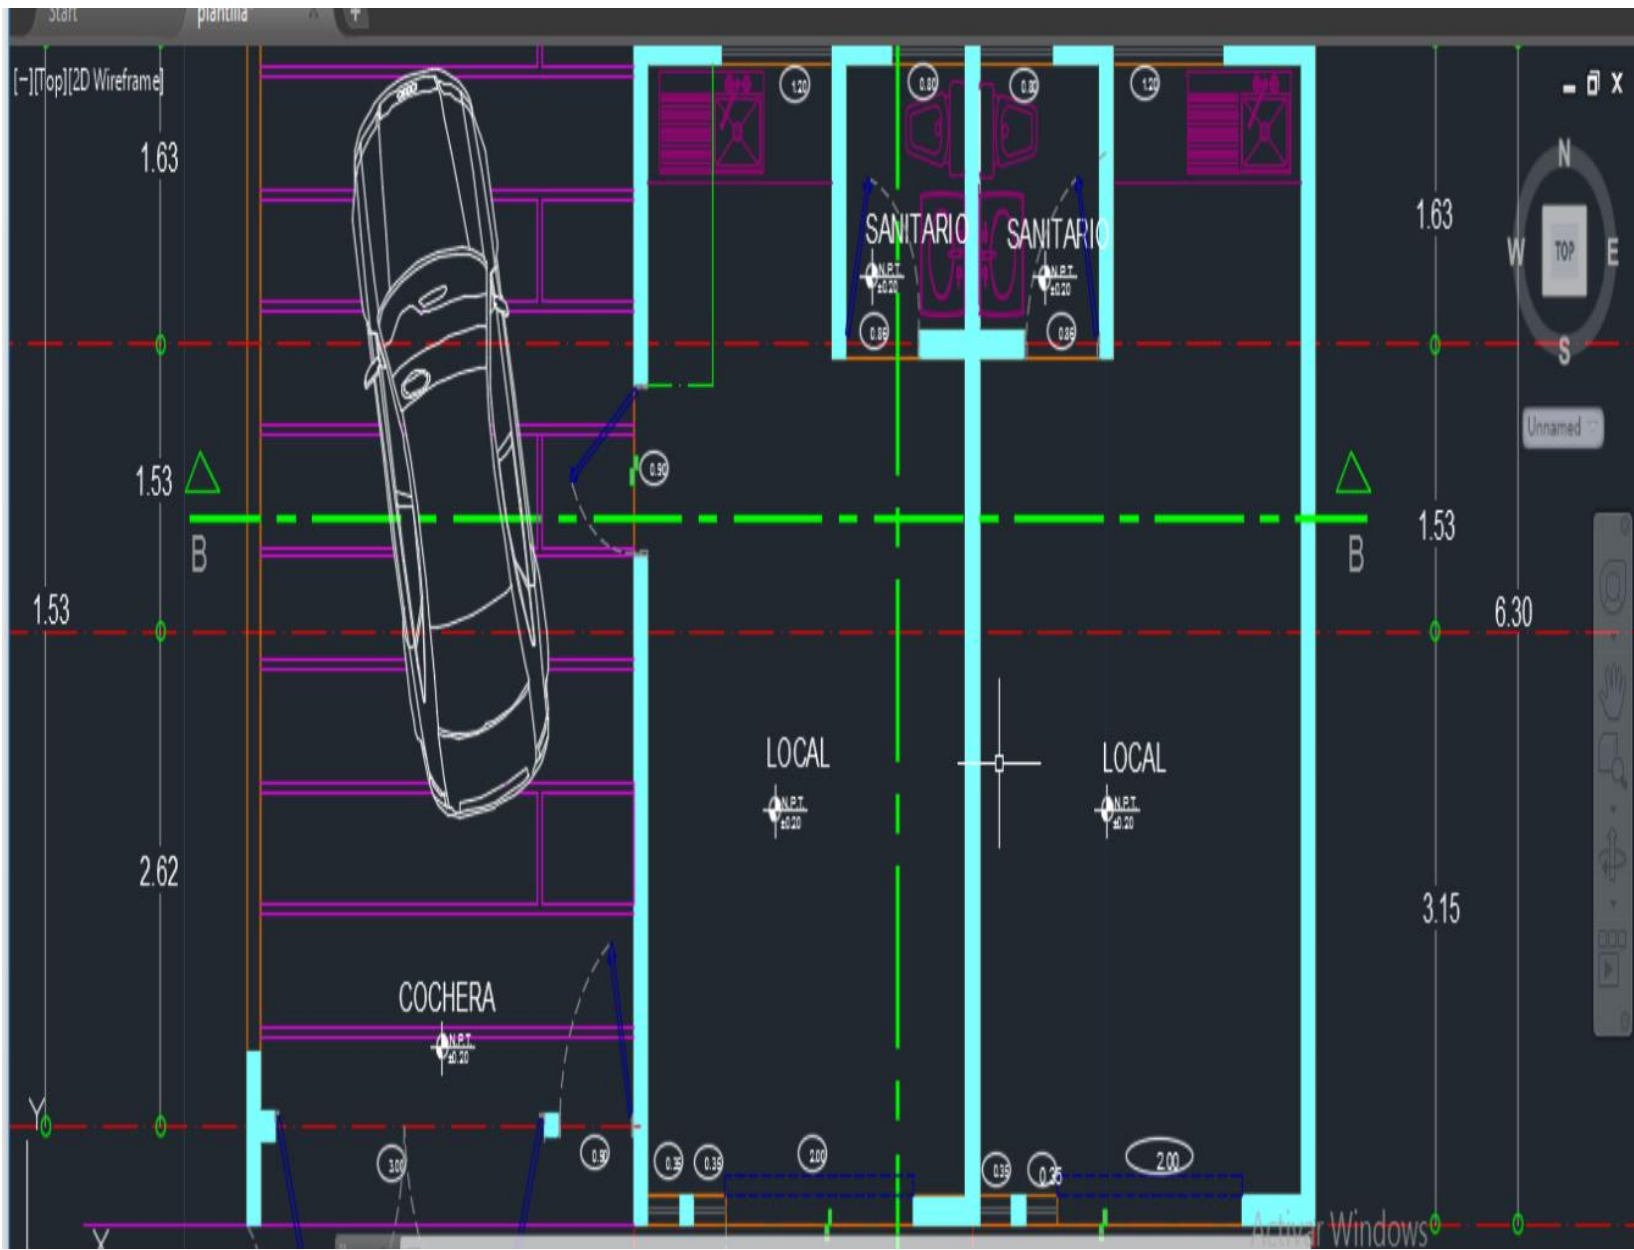 Start
plantilla*
[−][Top][2D Wireframe]
1.20
0.80
0.80
1.20
N
W
TOP
E
S
1.63
1.63
SANITARIO
SANITARIO
N.P.T.
±0.20
N.P.T.
±0.20
0.85
0.85
Unnamed
1.53
0.90
1.53
B
B
1.53
6.30
LOCAL
LOCAL
N.P.T.
±0.20
N.P.T.
±0.20
2.62
3.15
COCHERA
N.P.T.
±0.20
Y
3.00
0.90
0.35
0.35
2.00
0.35
0.35
2.00
X
Activar Windows